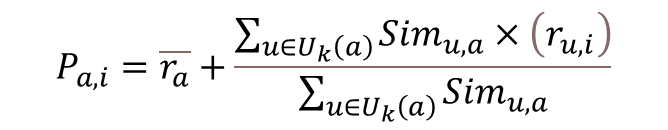 $P_{a,i} = \overline{r_a} + \frac{\sum_{u \in U_k(a)} Sim_{u,a} \times (r_{u,i})}{\sum_{u \in U_k(a)} Sim_{u,a}}$